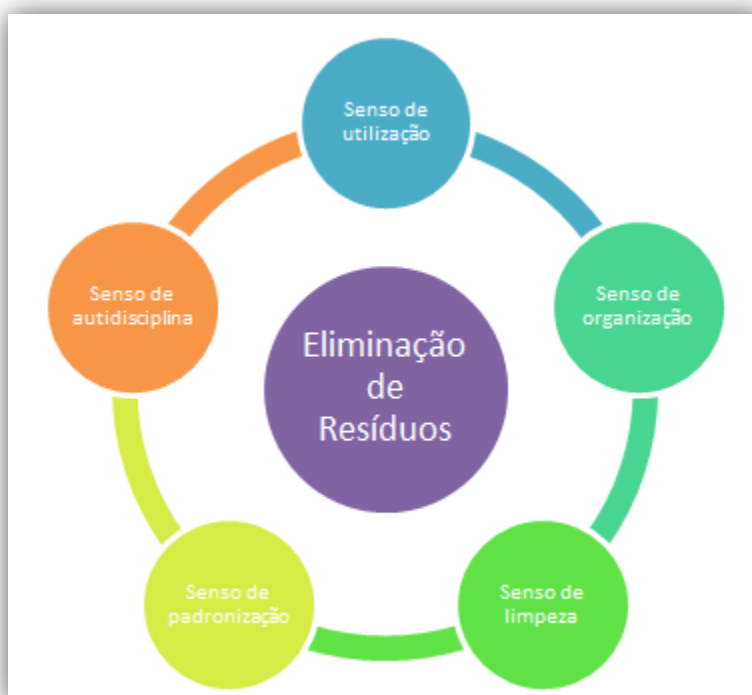 Senso de
utilização
Senso de
organização
Senso de
limpeza
Senso de
padronização
Senso de
autidisciplina
Eliminação
de
Resíduos